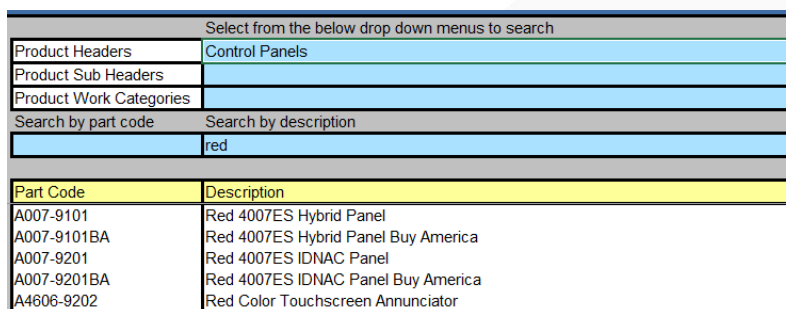 Select from the below drop down menus to search
Product Headers Control Panels
Product Sub Headers
Product Work Categories
Search by part code Search by description
red
Part Code Description
A007-9101 Red 4007ES Hybrid Panel
A007-9101BA Red 4007ES Hybrid Panel Buy America
A007-9201 Red 4007ES IDNAC Panel
A007-9201BA Red 4007ES IDNAC Panel Buy America
A4606-9202 Red Color Touchscreen Annunciator